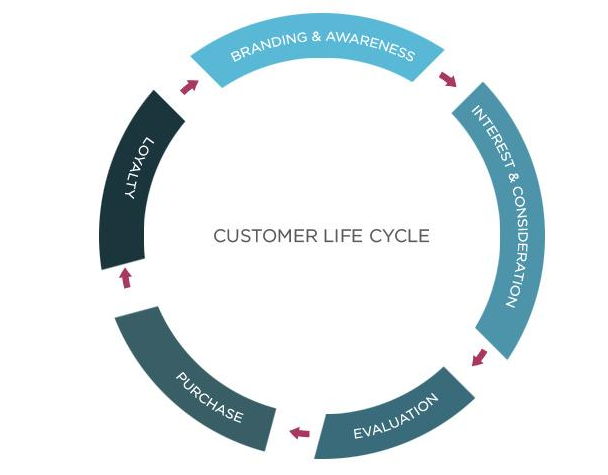 BRANDING & AWARENESS
INTEREST & CONSIDERATION
EVALUATION
PURCHASE
LOYALTY
CUSTOMER LIFE CYCLE